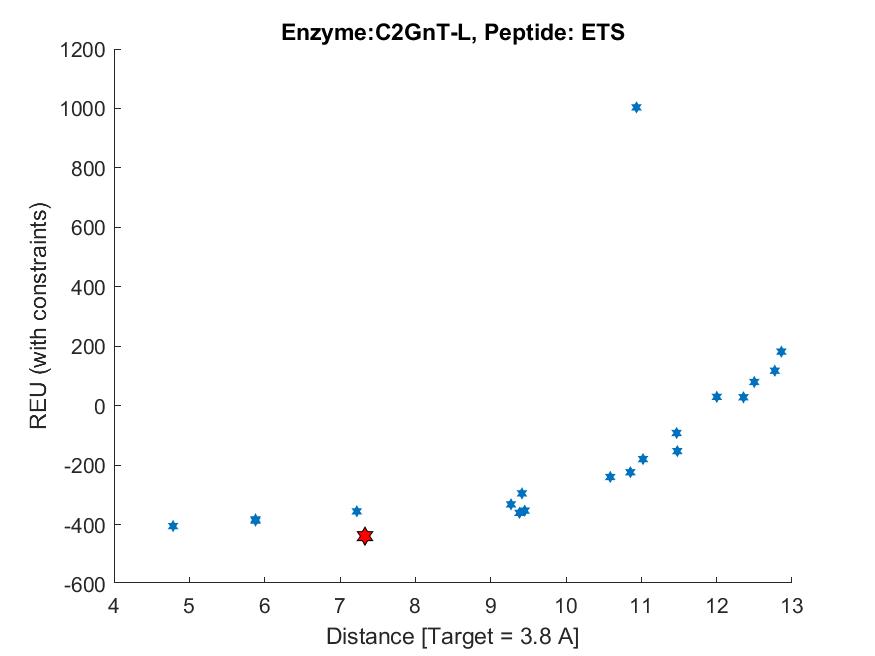 Enzyme:C2GnT-L, Peptide: ETS
1200
1000
800
600
400
200
0
-200
-400
-600
REU (with constraints)
4 5 6 7 8 9 10 11 12 13
Distance [Target = 3.8 A]